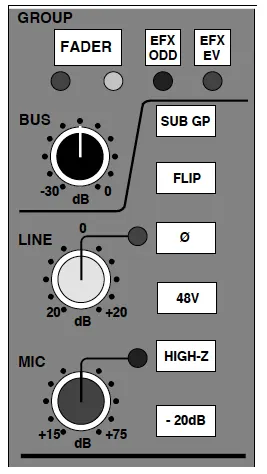 GROUP
FADER
EFX
ODD
EFX
EV
BUS
SUB GP
-30
0
dB
FLIP
0
LINE
Ø
20
+20
dB
48V
MIC
HIGH-Z
+15
+75
dB
- 20dB